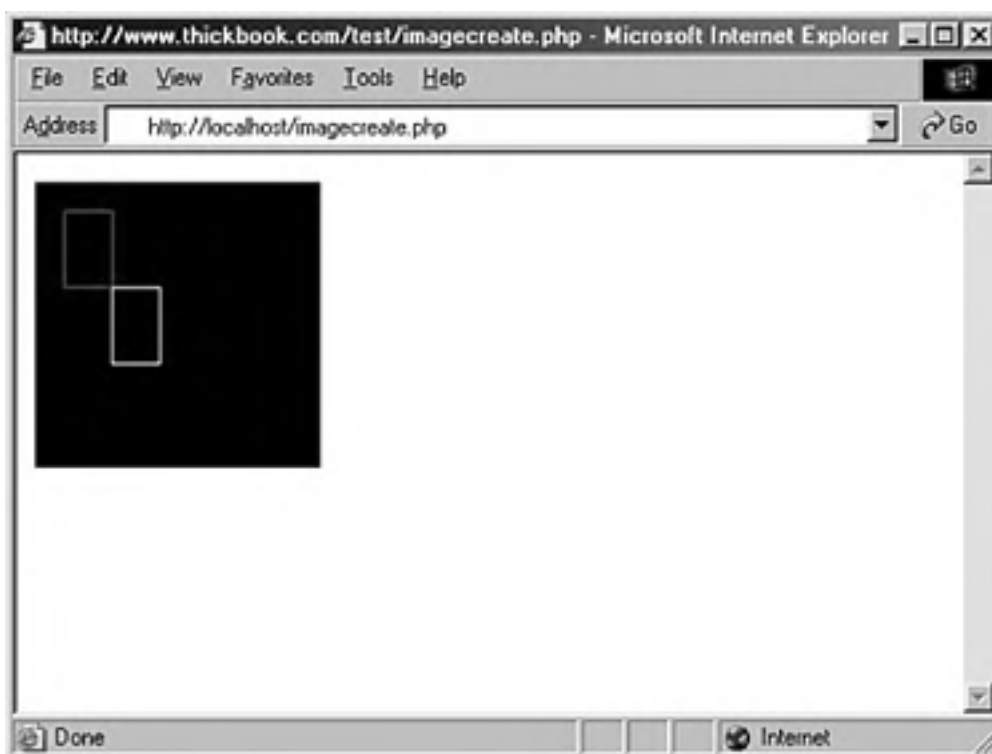 http://www.thickbook.com/test/imagecreate.php - Microsoft Internet Explorer
File Edit View Favorites Tools Help
Address http://localhost/imagecreate.php Go
Done Internet